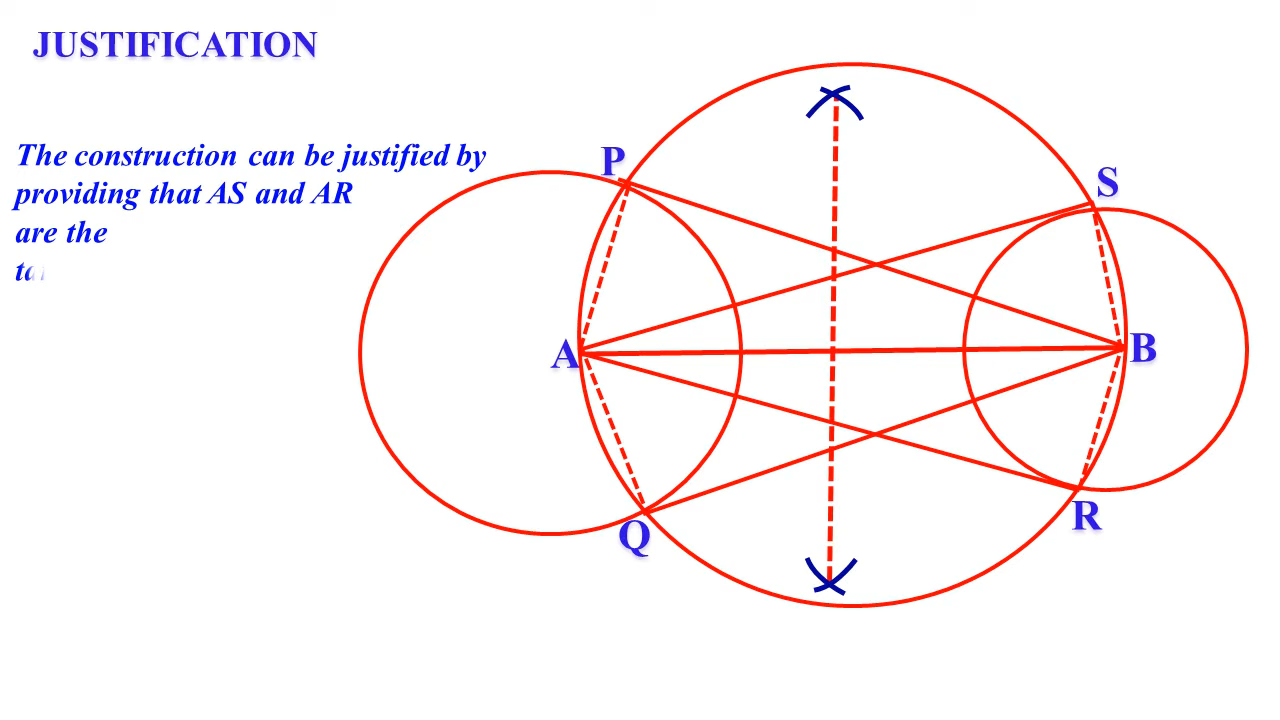 JUSTIFICATION
The construction can be justified by
providing that AS and AR
are the
P
S
A
B
Q
R